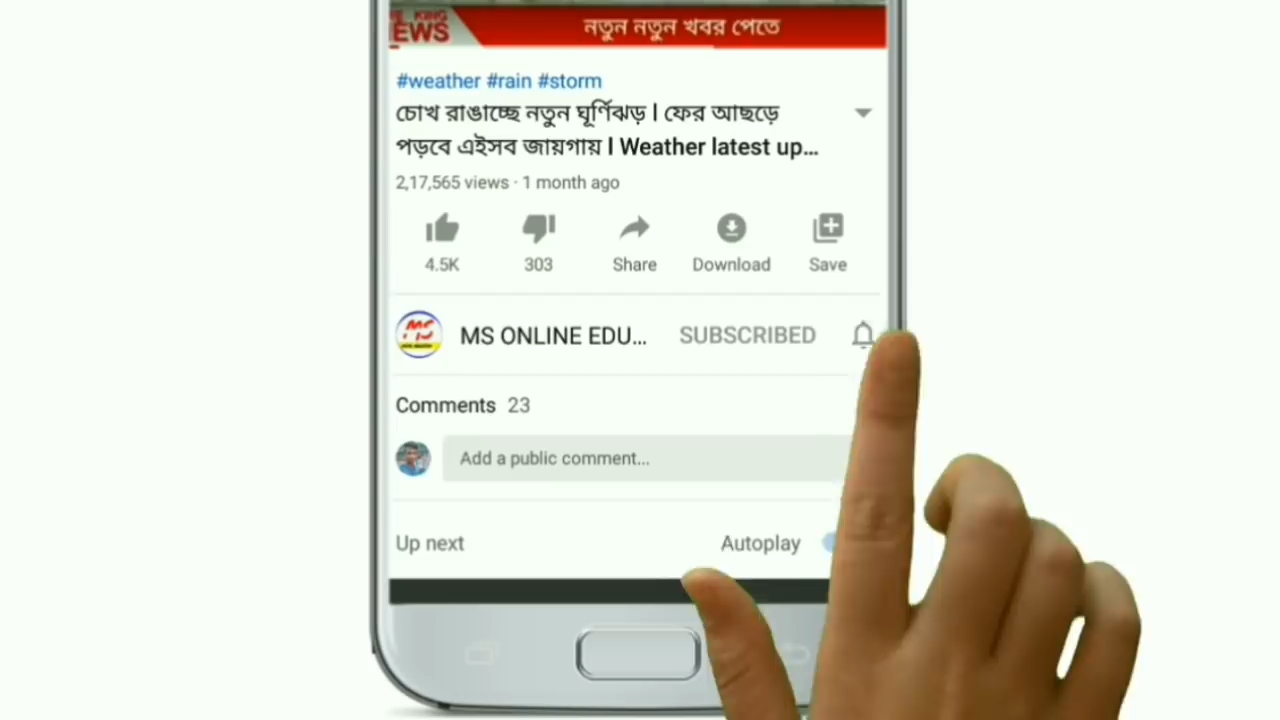 EWS
নতুন নতুন খবর পেতে
#weather #rain #storm
চোখ রাঙাচ্ছে নতুন ঘূর্ণিঝড় l ফের আছড়ে
পড়বে এইসব জায়গায় l Weather latest up...
2,17,565 views · 1 month ago
4.5K 303 Share Download Save
MS
MS ONLINE EDU... SUBSCRIBED
Comments 23
Add a public comment...
Up next Autoplay